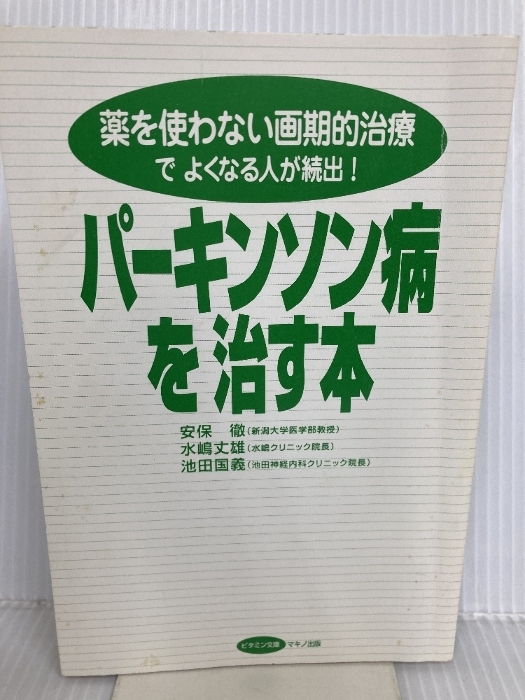 薬を使わない画期的治療
で よくなる人が続出！
パーキンソン病
を治す本
安保 徹(新潟大学医学部教授)
水嶋丈雄(水嶋クリニック院長)
池田国義(池田神経内科クリニック院長)
ビタミン文庫 マキノ出版